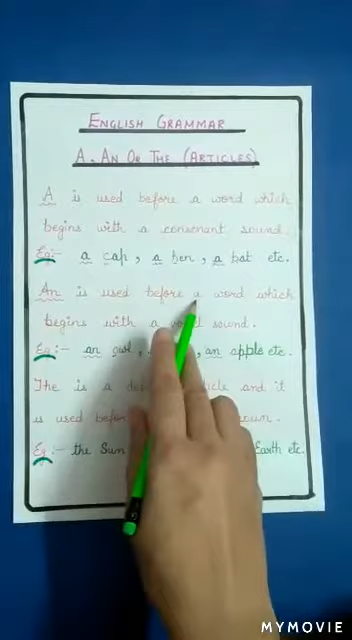 ENGLISH GRAMMAR
A, AN OR THE (ARTICLES)
A is used before a word which
begins with a consonant sound.
Eg:- a cap, a hen, a bat etc.
An is used before a word which
begins with a sound.
Eg:- an owl, an apple etc.
The is a and it
is used noun.
Eg:- the Sun Earth etc.
MYMOVIE